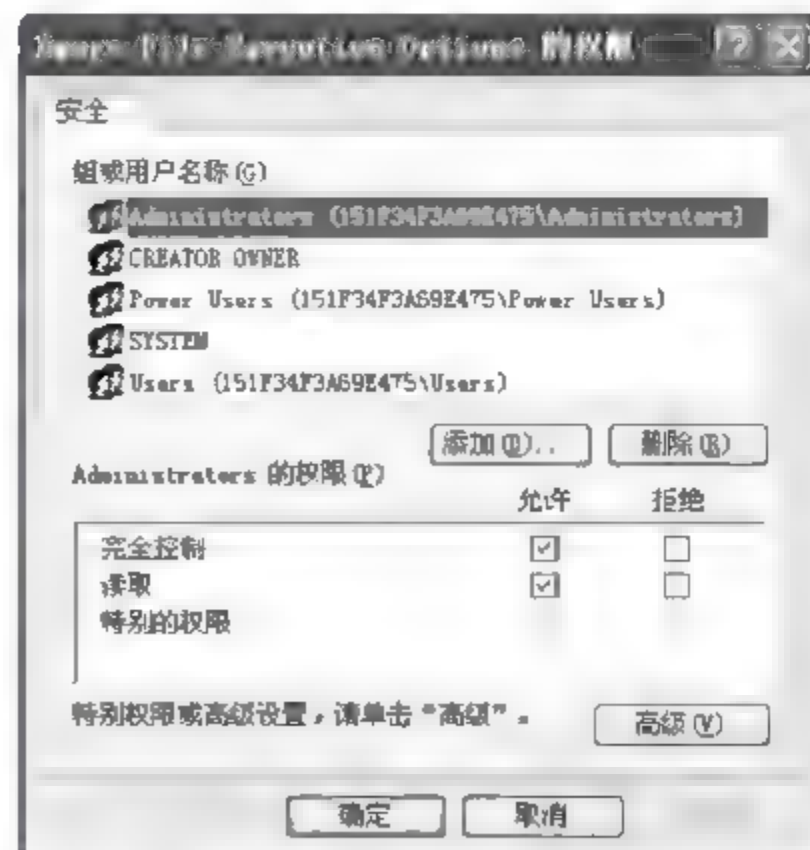 Image File Execution Options 的权限
安全
组或用户名称(G)
Administrators (151F34F3A69E475\Administrators)
CREATOR OWNER
Power Users (151F34F3A69E475\Power Users)
SYSTEM
Users (151F34F3A69E475\Users)
添加(D).. 删除(R)
Administrators 的权限(P)
允许 拒绝
完全控制
读取
特别的权限
特别权限或高级设置,请单击“高级”。
高级(V)
确定 取消